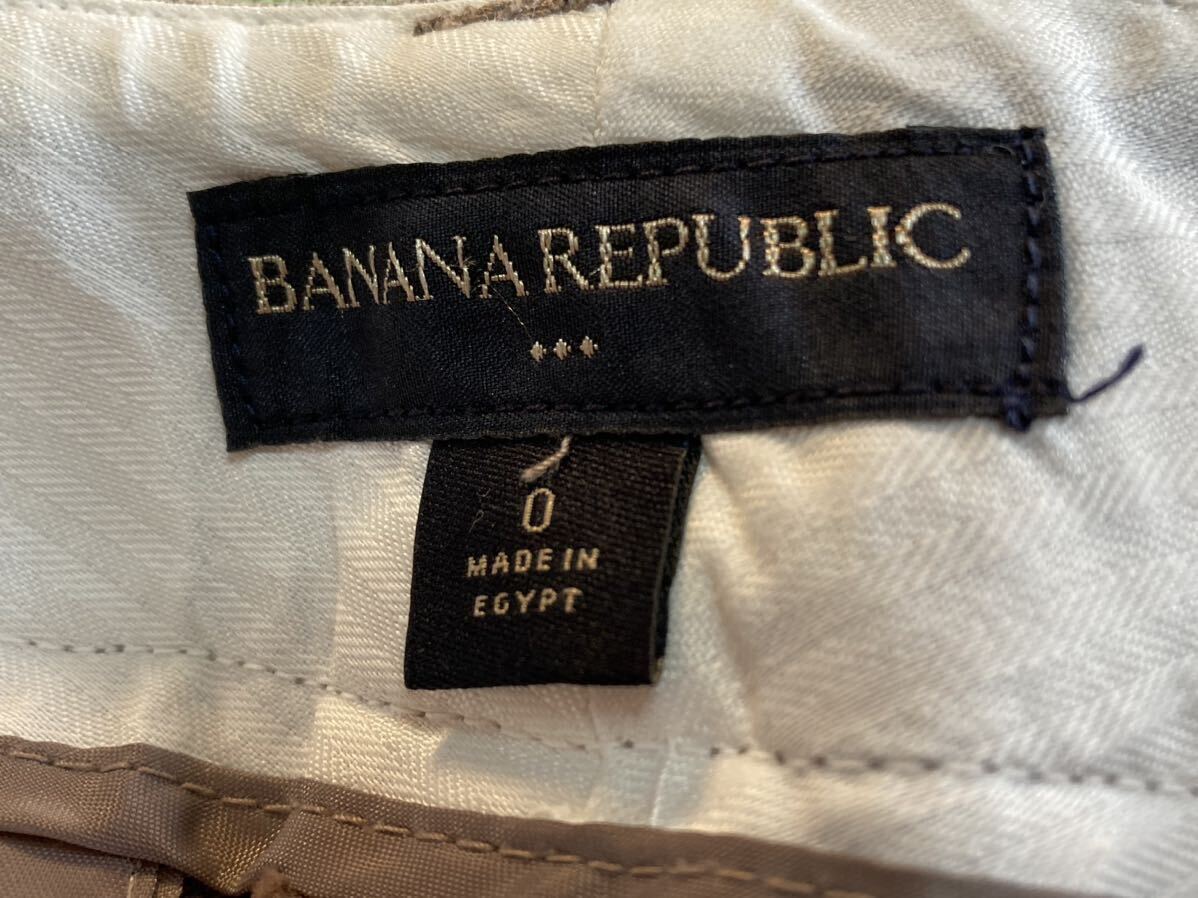 BANANA REPUBLIC
0
MADE IN
EGYPT